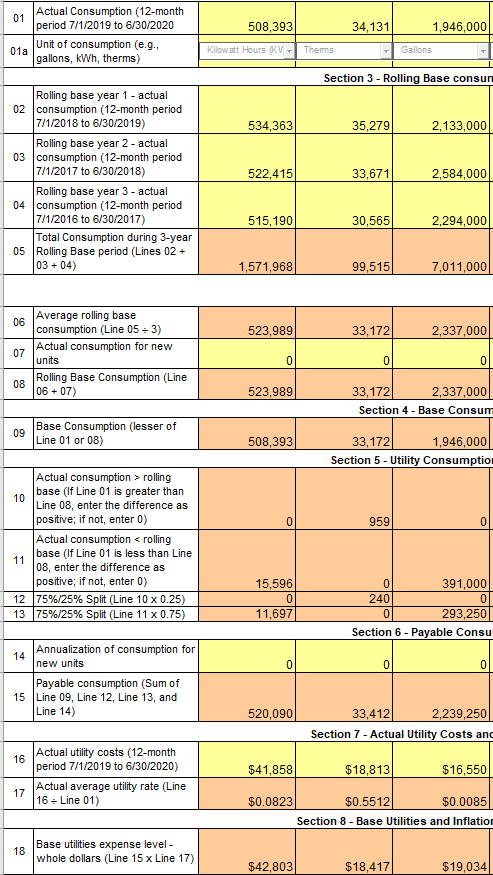 01 Actual Consumption (12-month
period 7/1/2019 to 6/30/2020 508,393 34,131 1,946,000
01a Unit of consumption (e.g.,
gallons, kWh, therms) Kilowatt Hours (KV Therms Gallons
Section 3 - Rolling Base consun
02 Rolling base year 1 - actual
consumption (12-month period
7/1/2018 to 6/30/2019) 534,363 35,279 2,133,000
03 Rolling base year 2 - actual
consumption (12-month period
7/1/2017 to 6/30/2018) 522,415 33,671 2,584,000
04 Rolling base year 3 - actual
consumption (12-month period
7/1/2016 to 6/30/2017) 515,190 30,565 2,294,000
05 Total Consumption during 3-year
Rolling Base period (Lines 02 +
03 + 04) 1,571,968 99,515 7,011,000
06 Average rolling base
consumption (Line 05 ÷ 3) 523,989 33,172 2,337,000
07 Actual consumption for new
units 0 0 0
08 Rolling Base Consumption (Line
06 + 07) 523,989 33,172 2,337,000
Section 4 - Base Consum
09 Base Consumption (lesser of
Line 01 or 08) 508,393 33,172 1,946,000
Section 5 - Utility Consumptio
10 Actual consumption > rolling
base (If Line 01 is greater than
Line 08, enter the difference as
positive; if not, enter 0) 0 959 0
11 Actual consumption < rolling
base (If Line 01 is less than Line
08, enter the difference as
positive; if not, enter 0) 15,596 0 391,000
12 75%/25% Split (Line 10 x 0.25) 0 240 0
13 75%/25% Split (Line 11 x 0.75) 11,697 0 293,250
Section 6 - Payable Consu
14 Annualization of consumption for
new units 0 0 0
15 Payable consumption (Sum of
Line 09, Line 12, Line 13, and
Line 14) 520,090 33,412 2,239,250
Section 7 - Actual Utility Costs and
16 Actual utility costs (12-month
period 7/1/2019 to 6/30/2020) $41,858 $18,813 $16,550
17 Actual average utility rate (Line
16 ÷ Line 01) $0.0823 $0.5512 $0.0085
Section 8 - Base Utilities and Inflation
18 Base utilities expense level -
whole dollars (Line 15 x Line 17) $42,803 $18,417 $19,034